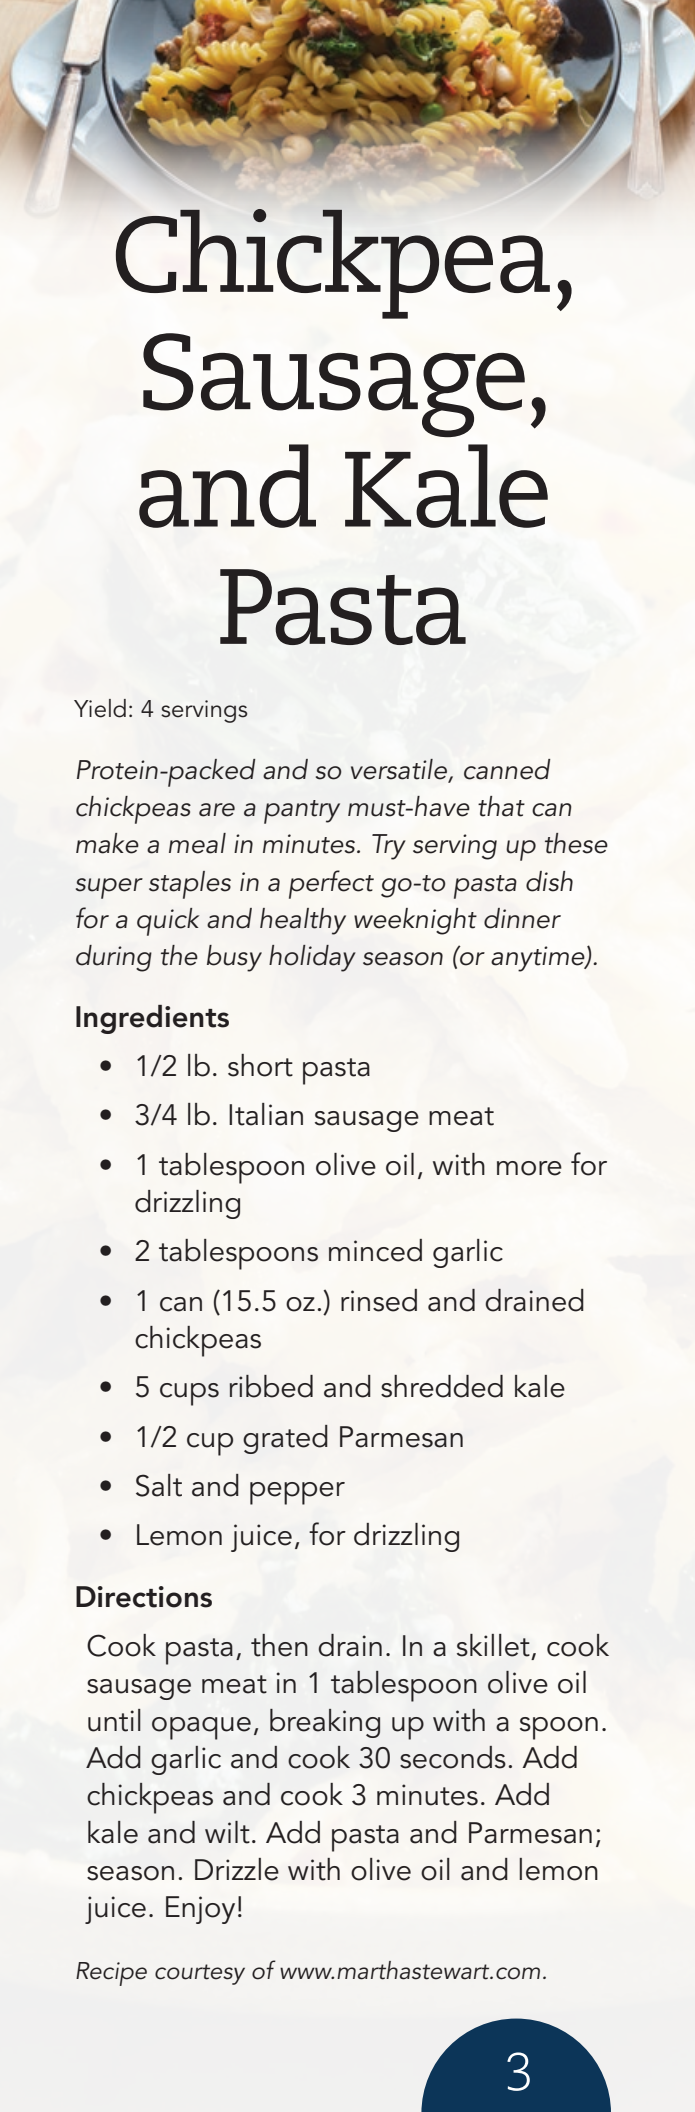 Chickpea,
Sausage,
and Kale
Pasta
Yield: 4 servings
Protein-packed and so versatile, canned
chickpeas are a pantry must-have that can
make a meal in minutes. Try serving up these
super staples in a perfect go-to pasta dish
for a quick and healthy weeknight dinner
during the busy holiday season (or anytime).
Ingredients
• 1/2 lb. short pasta
• 3/4 lb. Italian sausage meat
• 1 tablespoon olive oil, with more for
drizzling
• 2 tablespoons minced garlic
• 1 can (15.5 oz.) rinsed and drained
chickpeas
• 5 cups ribbed and shredded kale
• 1/2 cup grated Parmesan
• Salt and pepper
• Lemon juice, for drizzling
Directions
Cook pasta, then drain. In a skillet, cook
sausage meat in 1 tablespoon olive oil
until opaque, breaking up with a spoon.
Add garlic and cook 30 seconds. Add
chickpeas and cook 3 minutes. Add
kale and wilt. Add pasta and Parmesan;
season. Drizzle with olive oil and lemon
juice. Enjoy!
Recipe courtesy of www.marthastewart.com.
3